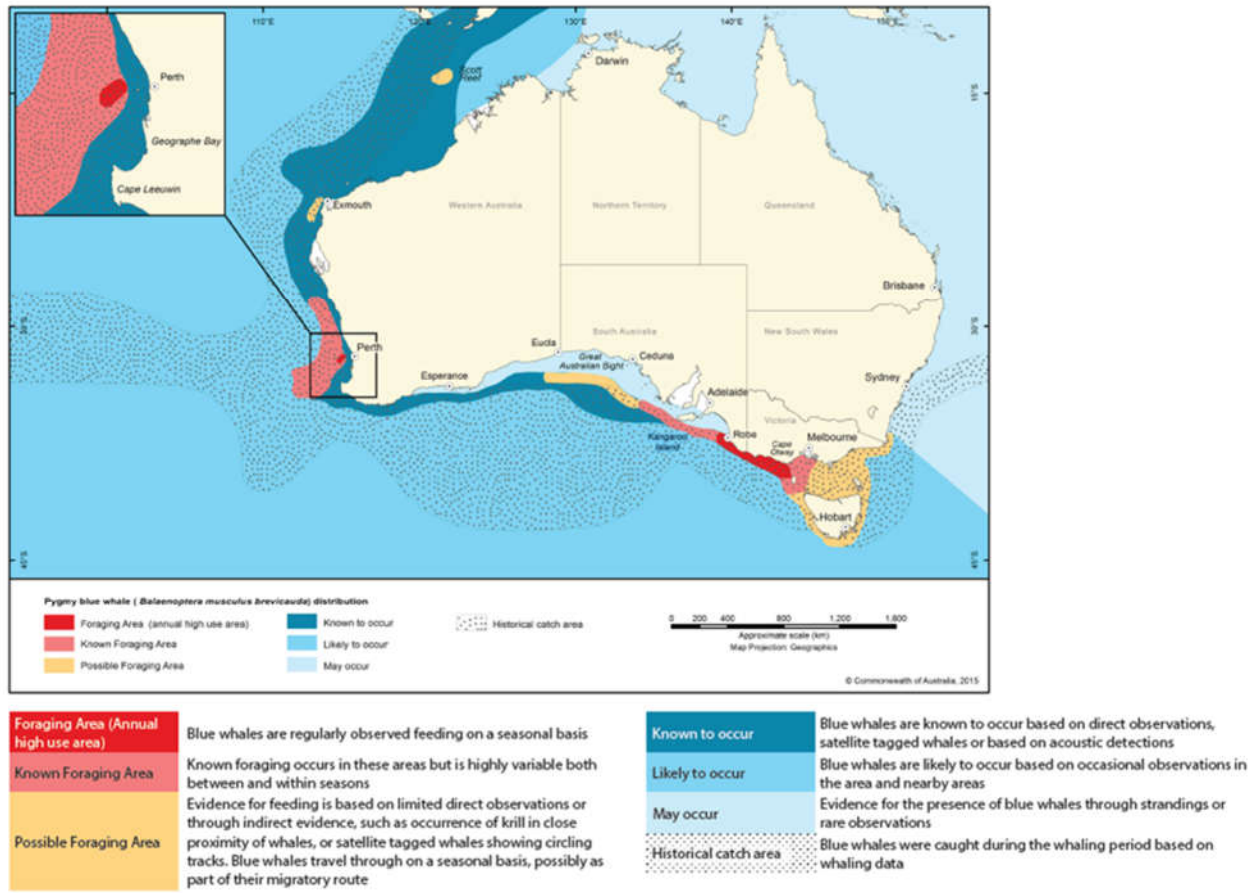 110°E
120°E
130°E
140°E
150°E
Scott
Reef
Darwin
15°S
15°S
Perth
Geographe Bay
Cape Leeuwin
Exmouth
Western Australia
Northern Territory
Queensland
Brisbane
30°S
30°S
South Australia
New South Wales
Perth
Eucla
Great
Australian Bight
Ceduna
Esperance
Sydney
Adelaide
Victoria
Kangaroo
Island
Robe
Cape
Otway
Melbourne
Hobart
45°S
45°S
Pygmy blue whale ( Balaenoptera musculus brevicauda) distribution
Foraging Area (annual high use area)
Known to occur
Historical catch area
Known Foraging Area
Likely to occur
Possible Foraging Area
May occur
0 200 400 800 1,200 1,600
Approximate scale (km)
Map Projection: Geographics
© Commonwealth of Australia, 2015
Foraging Area (Annual
high use area)
Blue whales are regularly observed feeding on a seasonal basis
Known Foraging Area
Known foraging occurs in these areas but is highly variable both
between and within seasons
Possible Foraging Area
Evidence for feeding is based on limited direct observations or
through indirect evidence, such as occurrence of krill in close
proximity of whales, or satellite tagged whales showing circling
tracks. Blue whales travel through on a seasonal basis, possibly as
part of their migratory route
Known to occur
Blue whales are known to occur based on direct observations,
satellite tagged whales or based on acoustic detections
Likely to occur
Blue whales are likely to occur based on occasional observations in
the area and nearby areas
May occur
Evidence for the presence of blue whales through strandings or
rare observations
Historical catch area
Blue whales were caught during the whaling period based on
whaling data